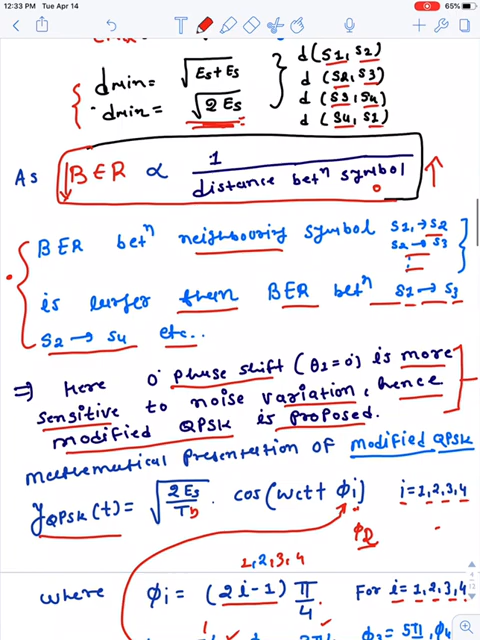 12:33 PM Tue Apr 14
65%
dmin = √Es+Es
dmin = √2Es
d(S1, S2)
d(S2, S3)
d(S3, S4)
d(S4, S1)
As BER ∝ 1 / distance betⁿ symbol
BER betⁿ neighbouring symbol S1,→S2
S2→S3
is larger than BER betⁿ S1→S3
S2→S4 etc..
⇒ Here 0° phase shift (θ1=0) is more
sensitive to noise variation, hence
modified QPSK is proposed.
mathematical presentation of modified QPSK
yQPSK(t) = √2Es/Tb . cos(wct+ φi) i=1,2,3,4
1,2,3,4
where φi = (2i-1) π/4 For i=1,2,3,4